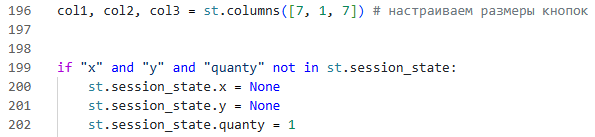 196 col1, col2, col3 = st.columns([7, 1, 7]) # настраиваем размеры кнопок
197
198
199 if "x" and "y" and "quanty" not in st.session_state:
200 st.session_state.x = None
201 st.session_state.y = None
202 st.session_state.quanty = 1